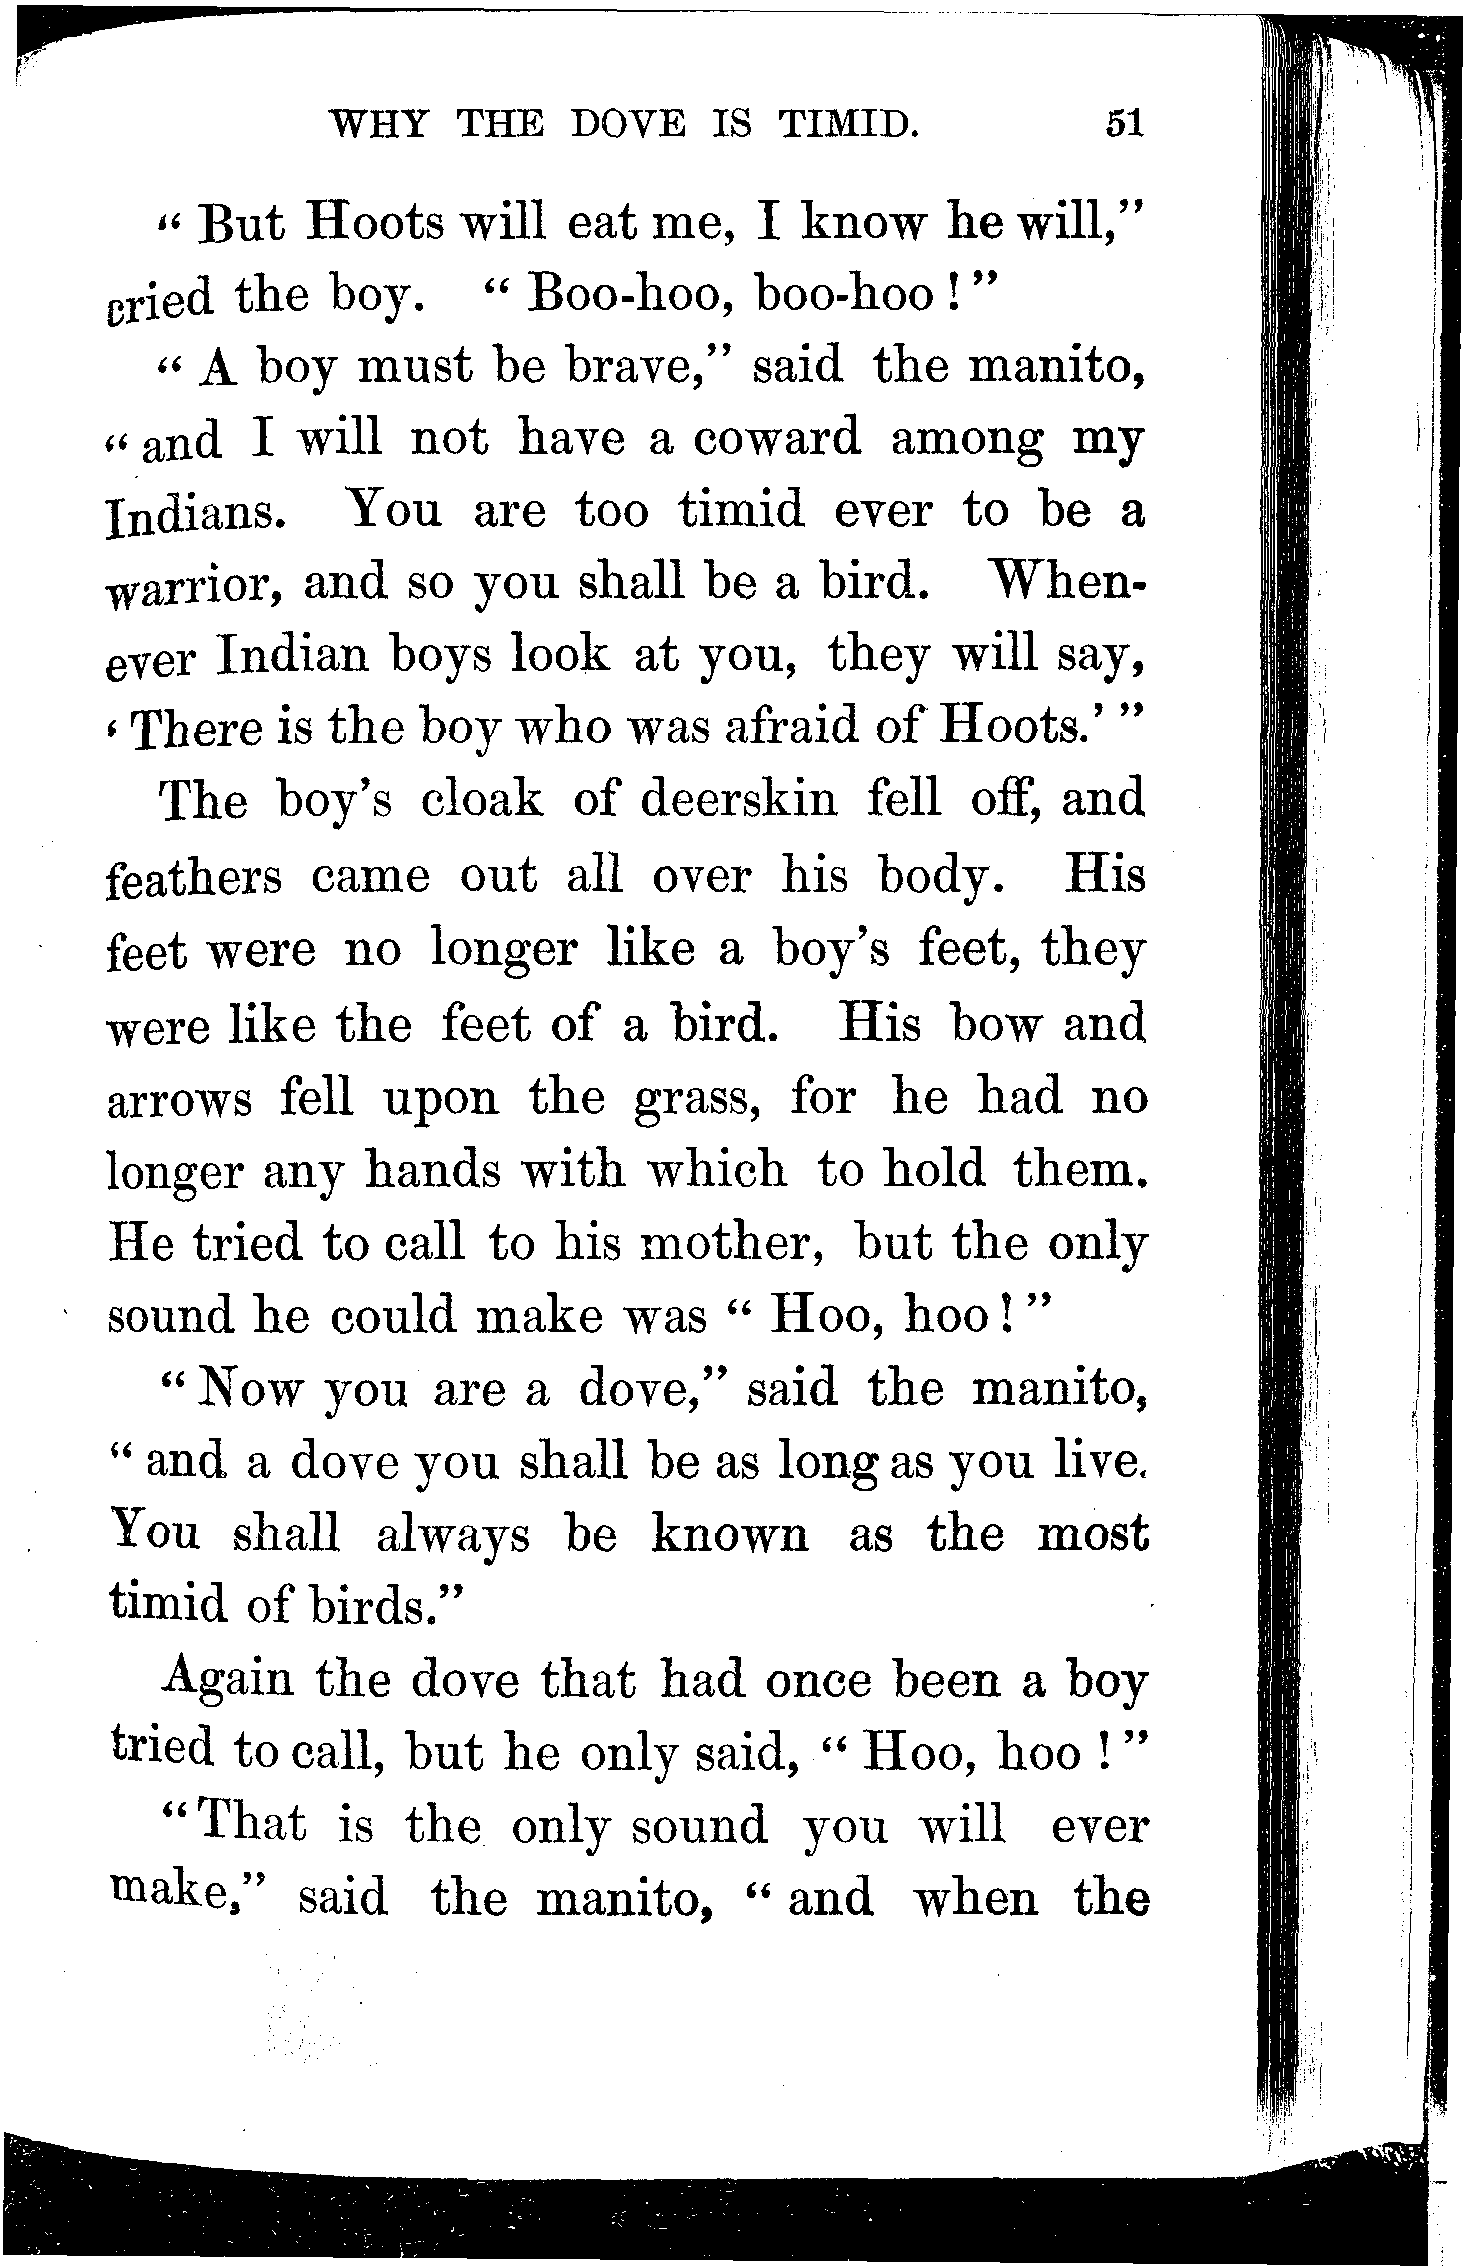 WHY THE DOVE IS TIMID. 51
“ But Hoots will eat me, I know he will,”
cried the boy. “ Boo-hoo, boo-hoo ! ”
“ A boy must be brave,” said the manito,
“ and I will not have a coward among my
Indians. You are too timid ever to be a
warrior, and so you shall be a bird. When-
ever Indian boys look at you, they will say,
‘ There is the boy who was afraid of Hoots.’ ”
The boy’s cloak of deerskin fell off, and
feathers came out all over his body. His
feet were no longer like a boy’s feet, they
were like the feet of a bird. His bow and
arrows fell upon the grass, for he had no
longer any hands with which to hold them.
He tried to call to his mother, but the only
sound he could make was “ Hoo, hoo ! ”
“ Now you are a dove,” said the manito,
“ and a dove you shall be as long as you live.
You shall always be known as the most
timid of birds.”
Again the dove that had once been a boy
tried to call, but he only said, “ Hoo, hoo ! ”
“ That is the only sound you will ever
make,” said the manito, “ and when the